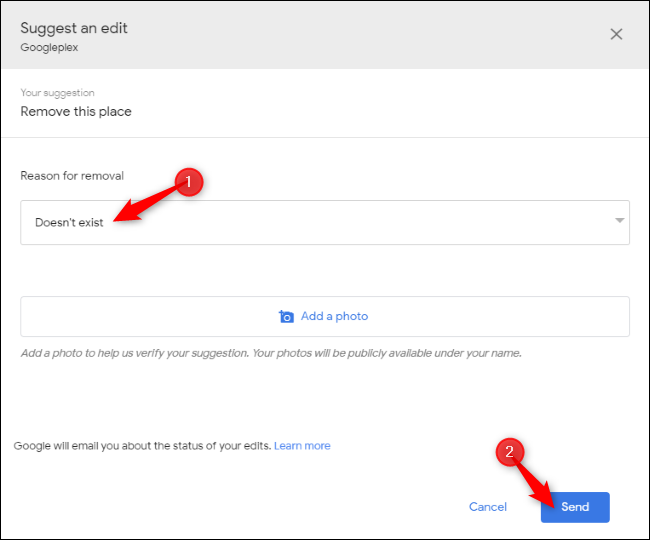 Suggest an edit
Googleplex
Your suggestion
Remove this place
Reason for removal
1
Doesn't exist
Add a photo
Add a photo to help us verify your suggestion. Your photos will be publicly available under your name.
Google will email you about the status of your edits. Learn more
2
Cancel Send